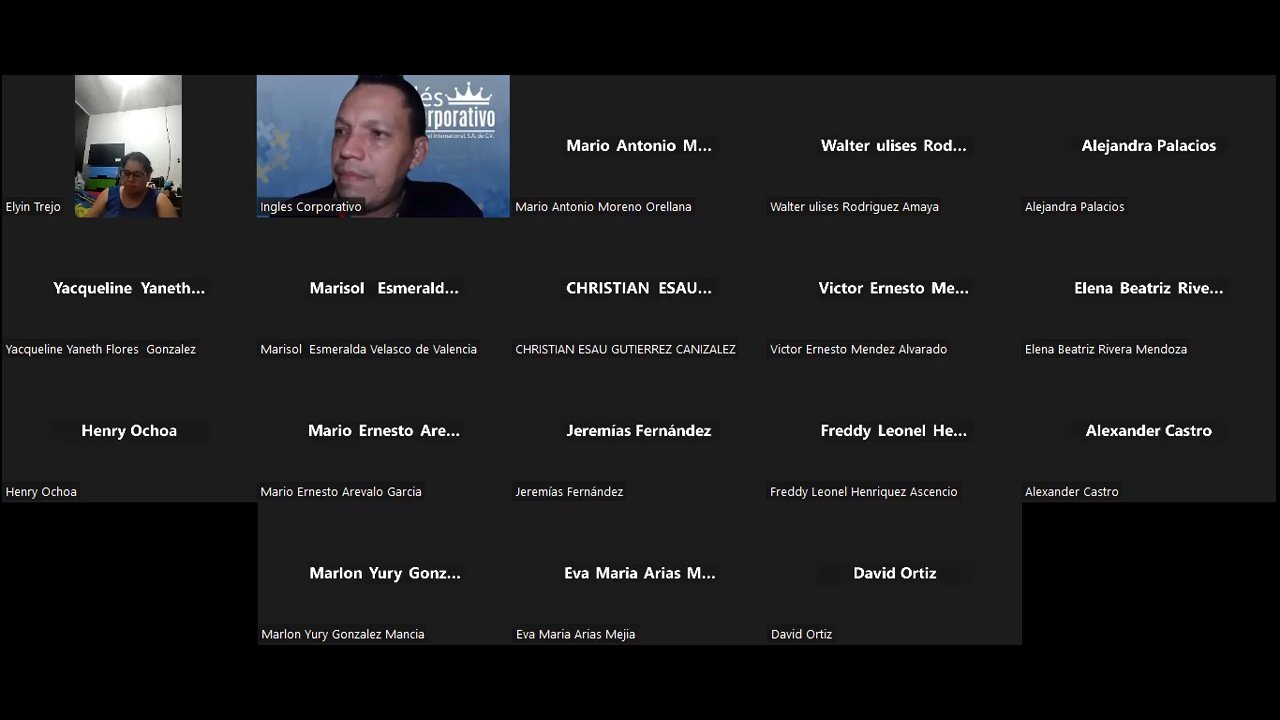 Elyin Trejo
és
rporativo
al International, S.A. de C.V.
Ingles Corporativo
Mario Antonio M...
Mario Antonio Moreno Orellana
Walter ulises Rod...
Walter ulises Rodriguez Amaya
Alejandra Palacios
Alejandra Palacios
Yacqueline Yaneth...
Yacqueline Yaneth Flores Gonzalez
Marisol Esmerald...
Marisol Esmeralda Velasco de Valencia
CHRISTIAN ESAU...
CHRISTIAN ESAU GUTIERREZ CANIZALEZ
Victor Ernesto Me...
Victor Ernesto Mendez Alvarado
Elena Beatriz Rive...
Elena Beatriz Rivera Mendoza
Henry Ochoa
Henry Ochoa
Mario Ernesto Are...
Mario Ernesto Arevalo Garcia
Jeremías Fernández
Jeremías Fernández
Freddy Leonel He...
Freddy Leonel Henriquez Ascencio
Alexander Castro
Alexander Castro
Marlon Yury Gonz...
Marlon Yury Gonzalez Mancia
Eva Maria Arias M...
Eva Maria Arias Mejia
David Ortiz
David Ortiz